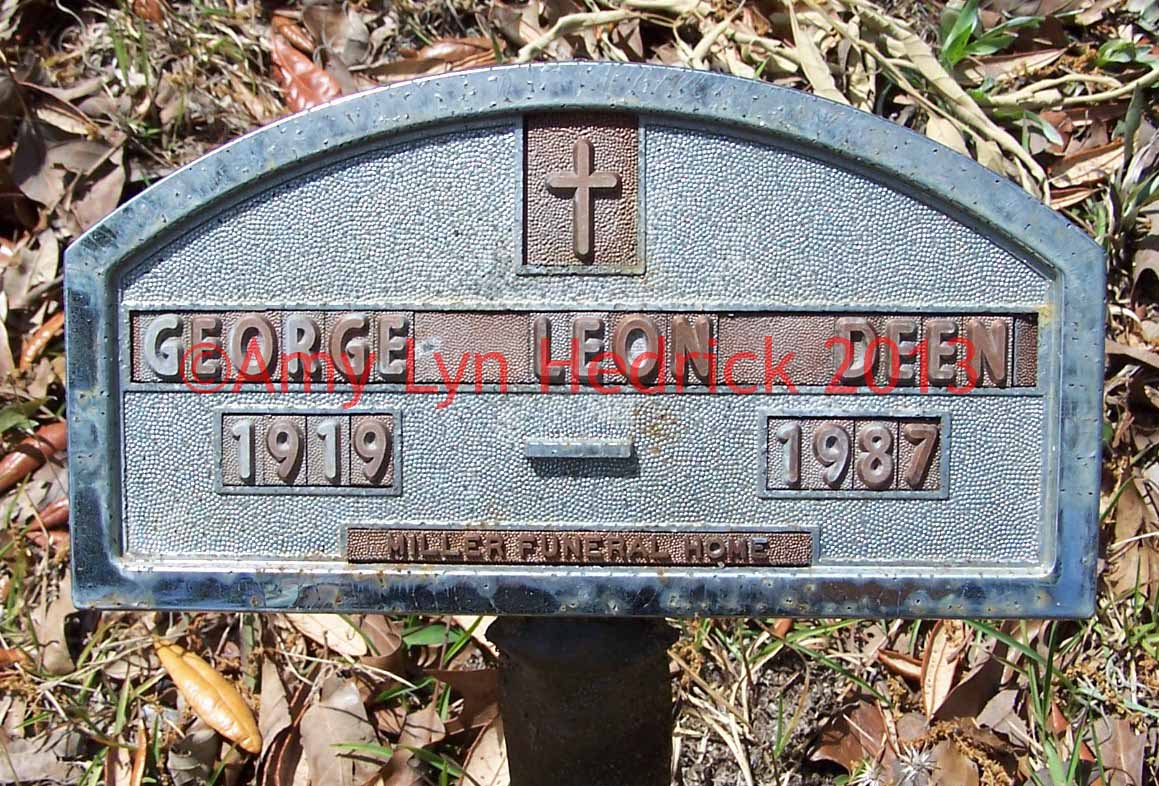 GEORGE LEON DEEN
©Amy Lyn Hedrick 2013
1919 – 1987
MILLER FUNERAL HOME